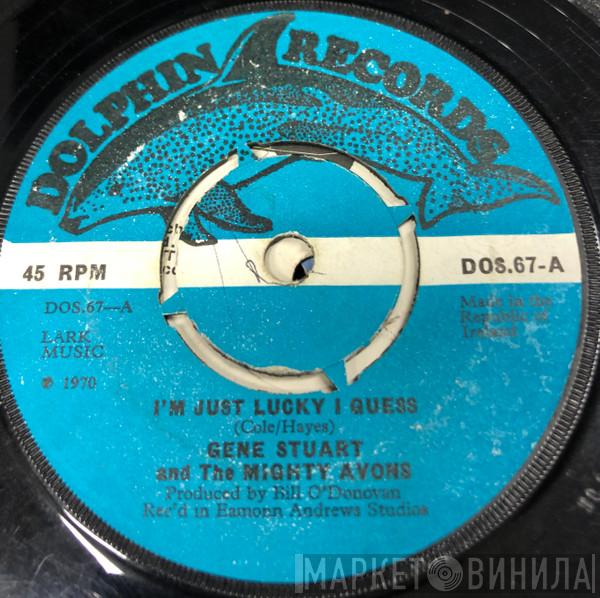 DOLPHIN RECORDS
45 RPM
DOS.67-A
DOS.67—A
LARK
MUSIC
℗ 1970
Made in the
Republic of
Ireland
I'M JUST LUCKY I GUESS
(Cole/Hayes)
GENE STUART
and The MIGHTY AVONS
Produced by Bill O'Donovan
Rec'd in Eamonn Andrews Studios
МАРКЕТ ВИНИЛА